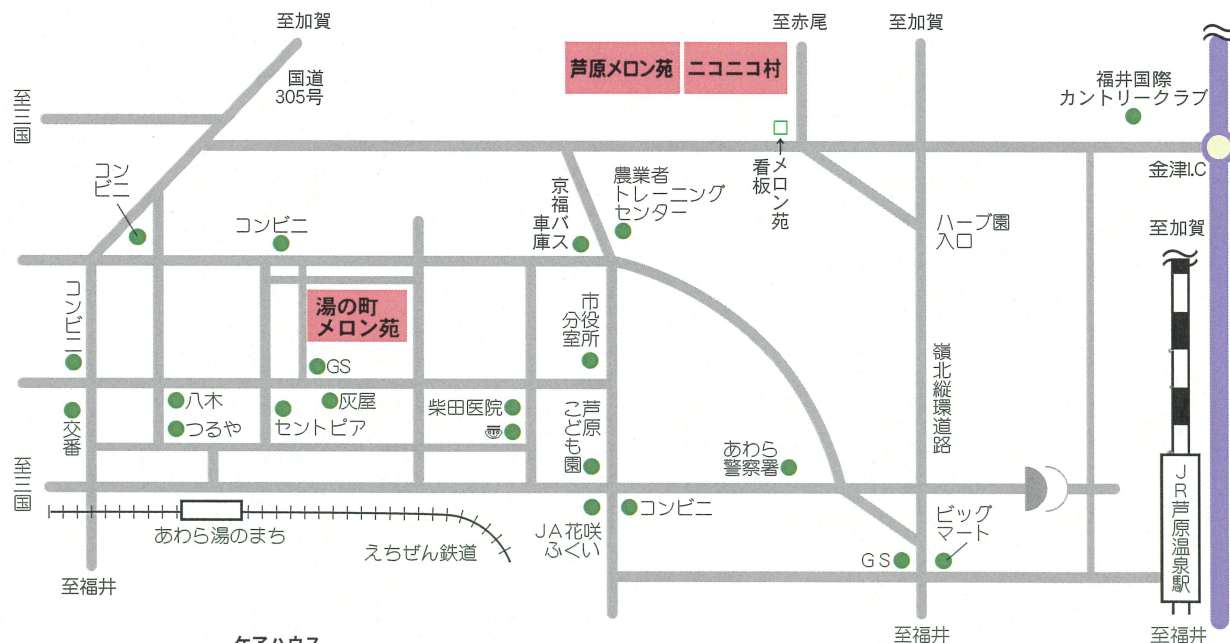 至加賀
国道
305号
至三国
芦原メロン苑
ニコニコ村
至赤尾
至加賀
福井国際
カントリークラブ
金津I.C
メロン苑
看板
コン
ビニ
コンビニ
京福バス
車庫
農業者
トレーニング
センター
ハーブ園
入口
至加賀
コンビニ
湯の町
メロン苑
GS
市役所
分室
嶺北縦環道路
交番
八木
つるや
セントピア
灰屋
柴田医院
〠
芦原
こども園
あわら
警察署
至三国
あわら湯のまち
えちぜん鉄道
JA花咲
ふくい
コンビニ
ビッグ
マート
GS
JR芦原温泉駅
至福井
至福井
至福井
ケアハウス